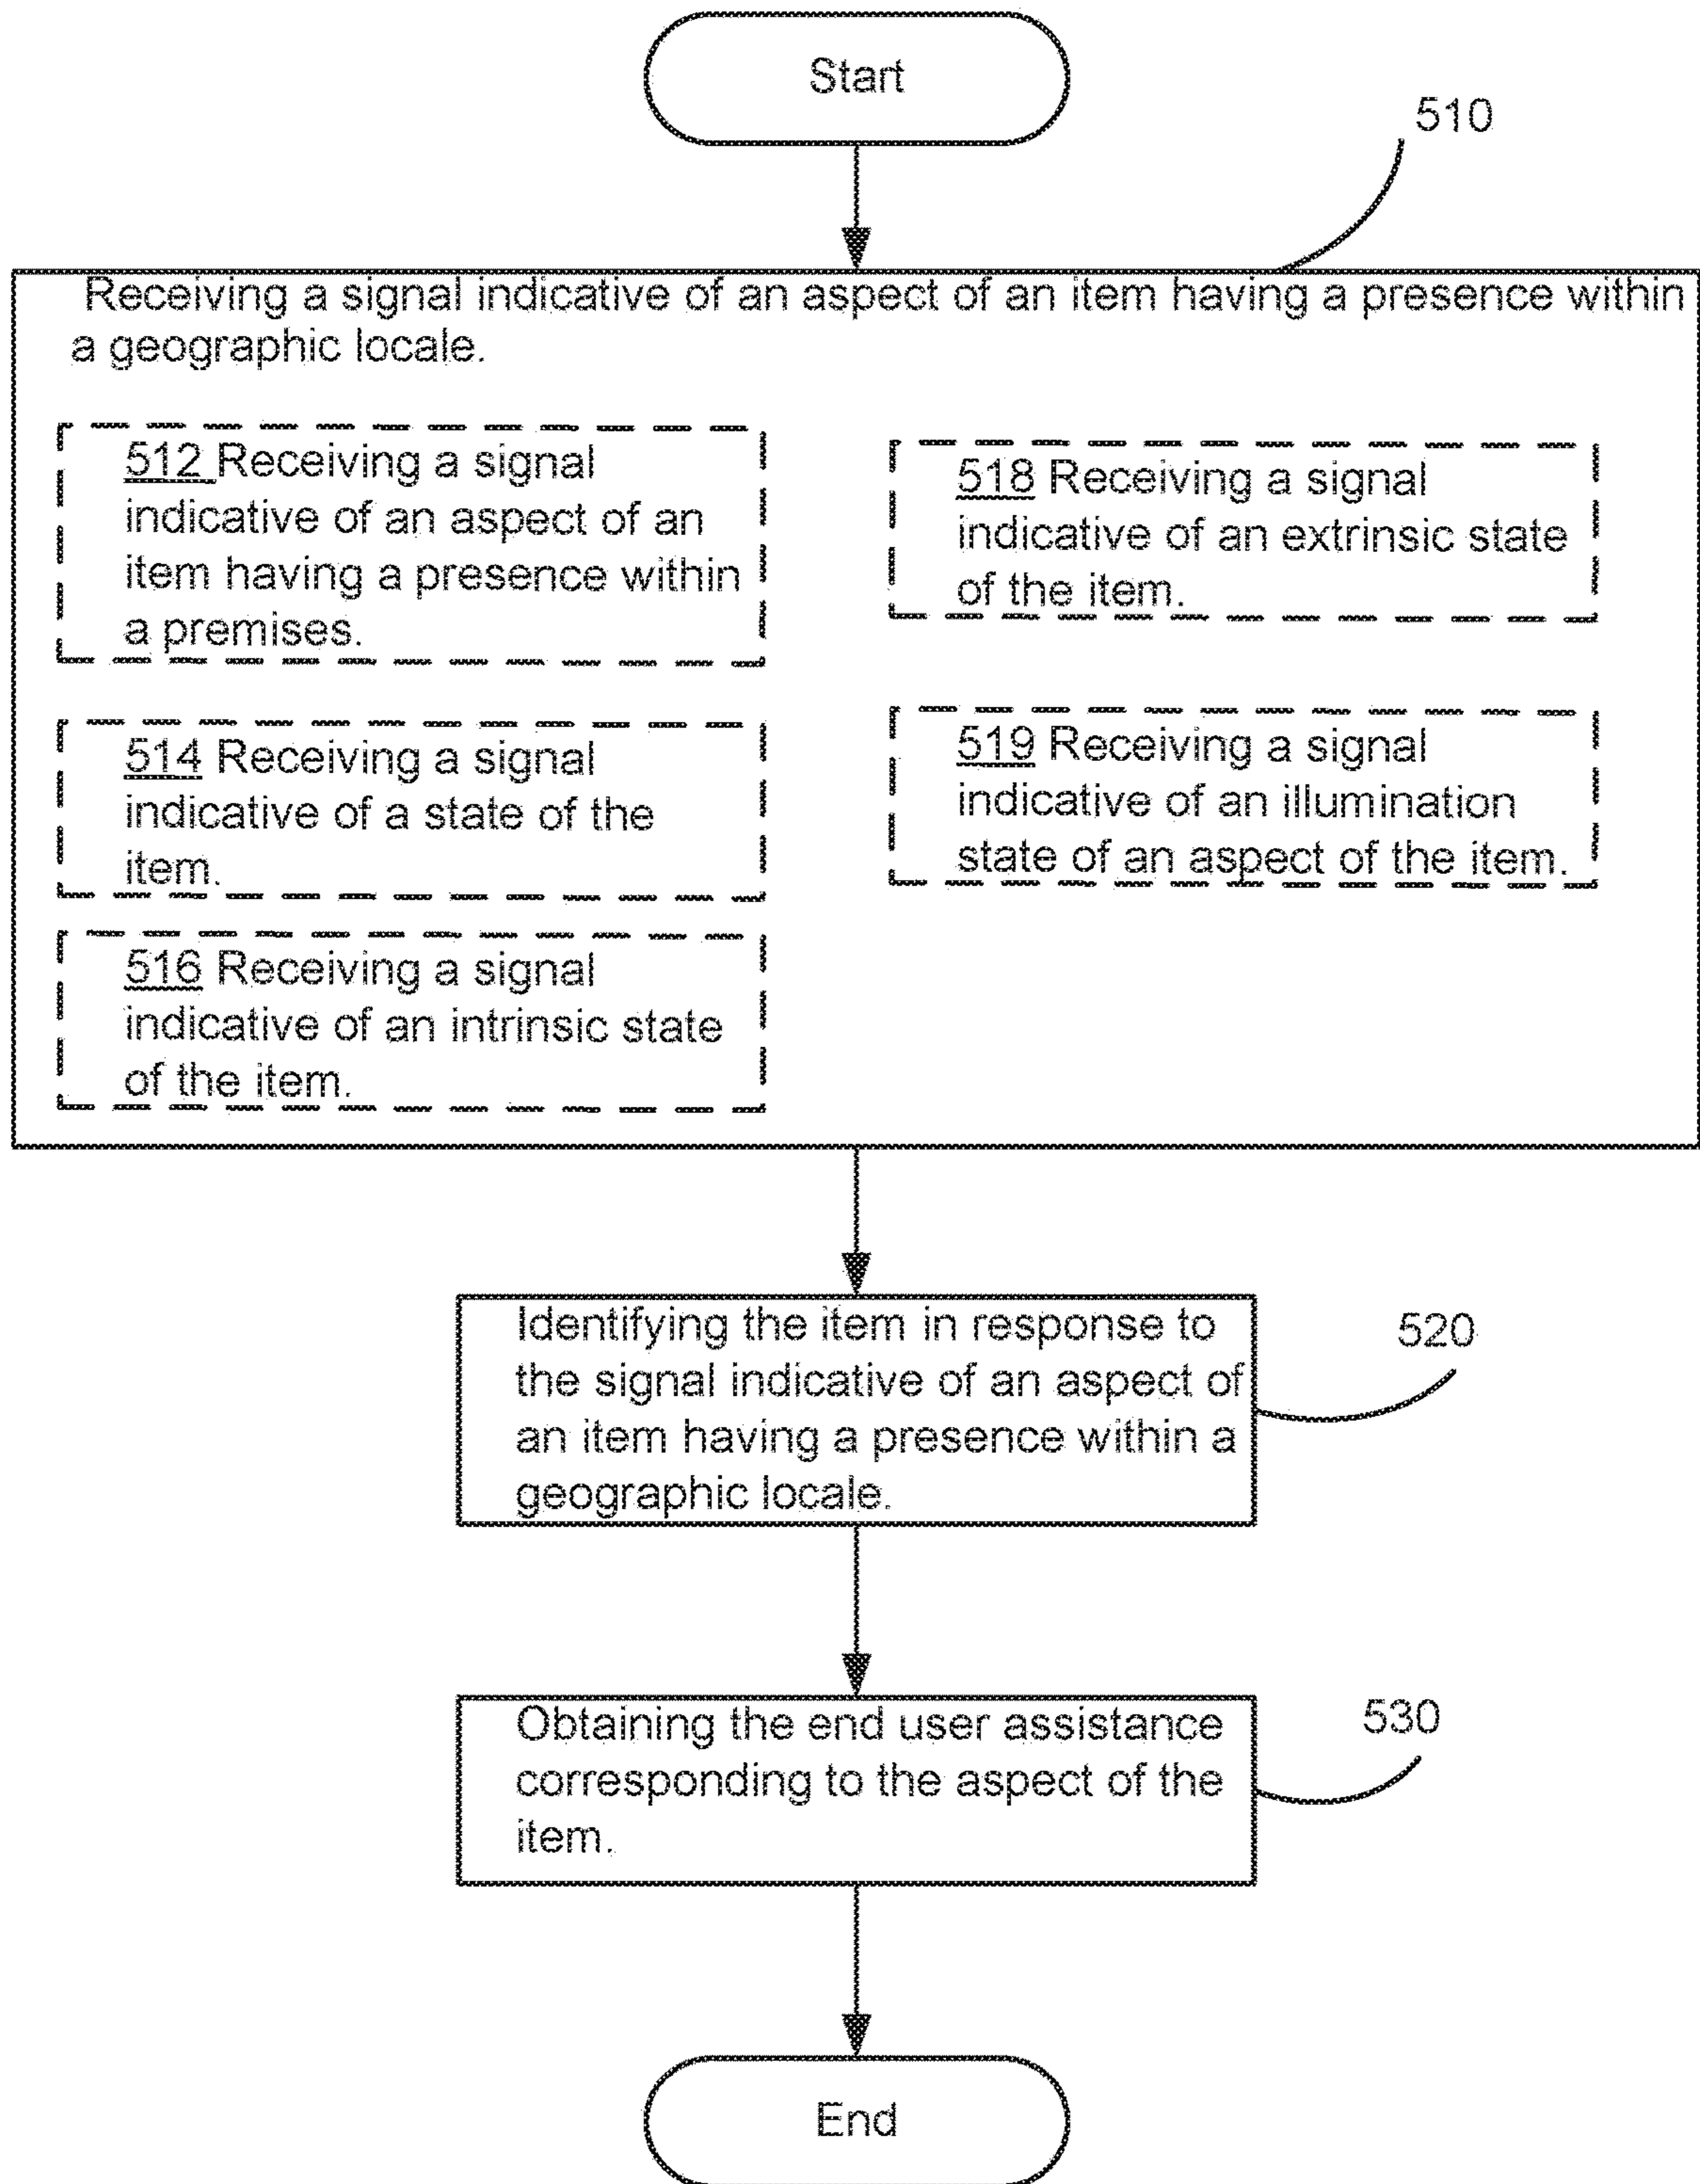 Start
510
Receiving a signal indicative of an aspect of an item having a presence within
a geographic locale.
512 Receiving a signal
indicative of an aspect of an
item having a presence within
a premises.
514 Receiving a signal
indicative of a state of the
item.
516 Receiving a signal
indicative of an intrinsic state
of the item.
518 Receiving a signal
indicative of an extrinsic state
of the item.
519 Receiving a signal
indicative of an illumination
state of an aspect of the item.
Identifying the item in response to
the signal indicative of an aspect of
an item having a presence within a
geographic locale.
520
Obtaining the end user assistance
corresponding to the aspect of the
item.
530
End